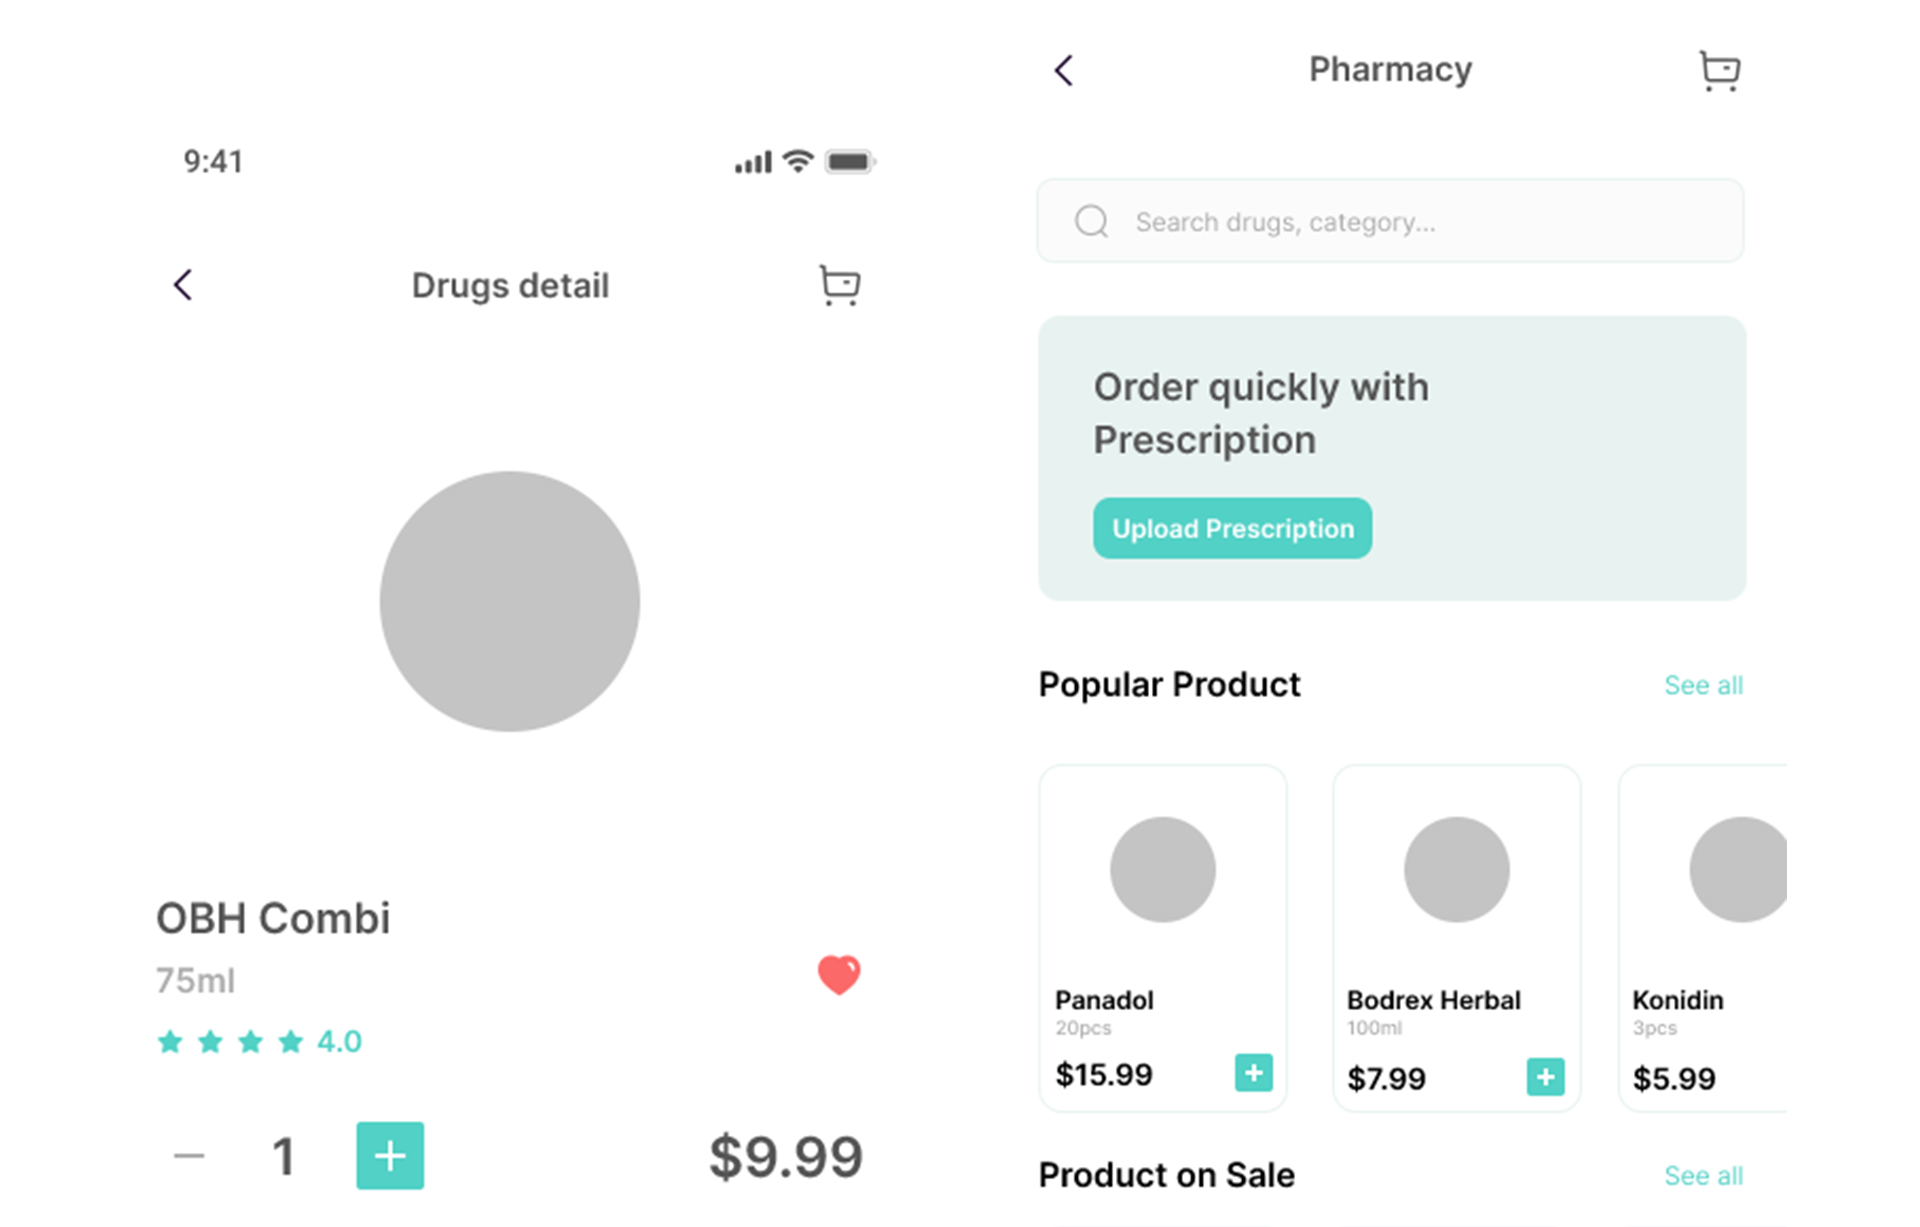 9:41
Drugs detail
OBH Combi
75ml
4.0
1
$9.99
Pharmacy
Search drugs, category...
Order quickly with
Prescription
Upload Prescription
Popular Product
See all
Panadol
20pcs
$15.99
Bodrex Herbal
100ml
$7.99
Konidin
3pcs
$5.99
Product on Sale
See all